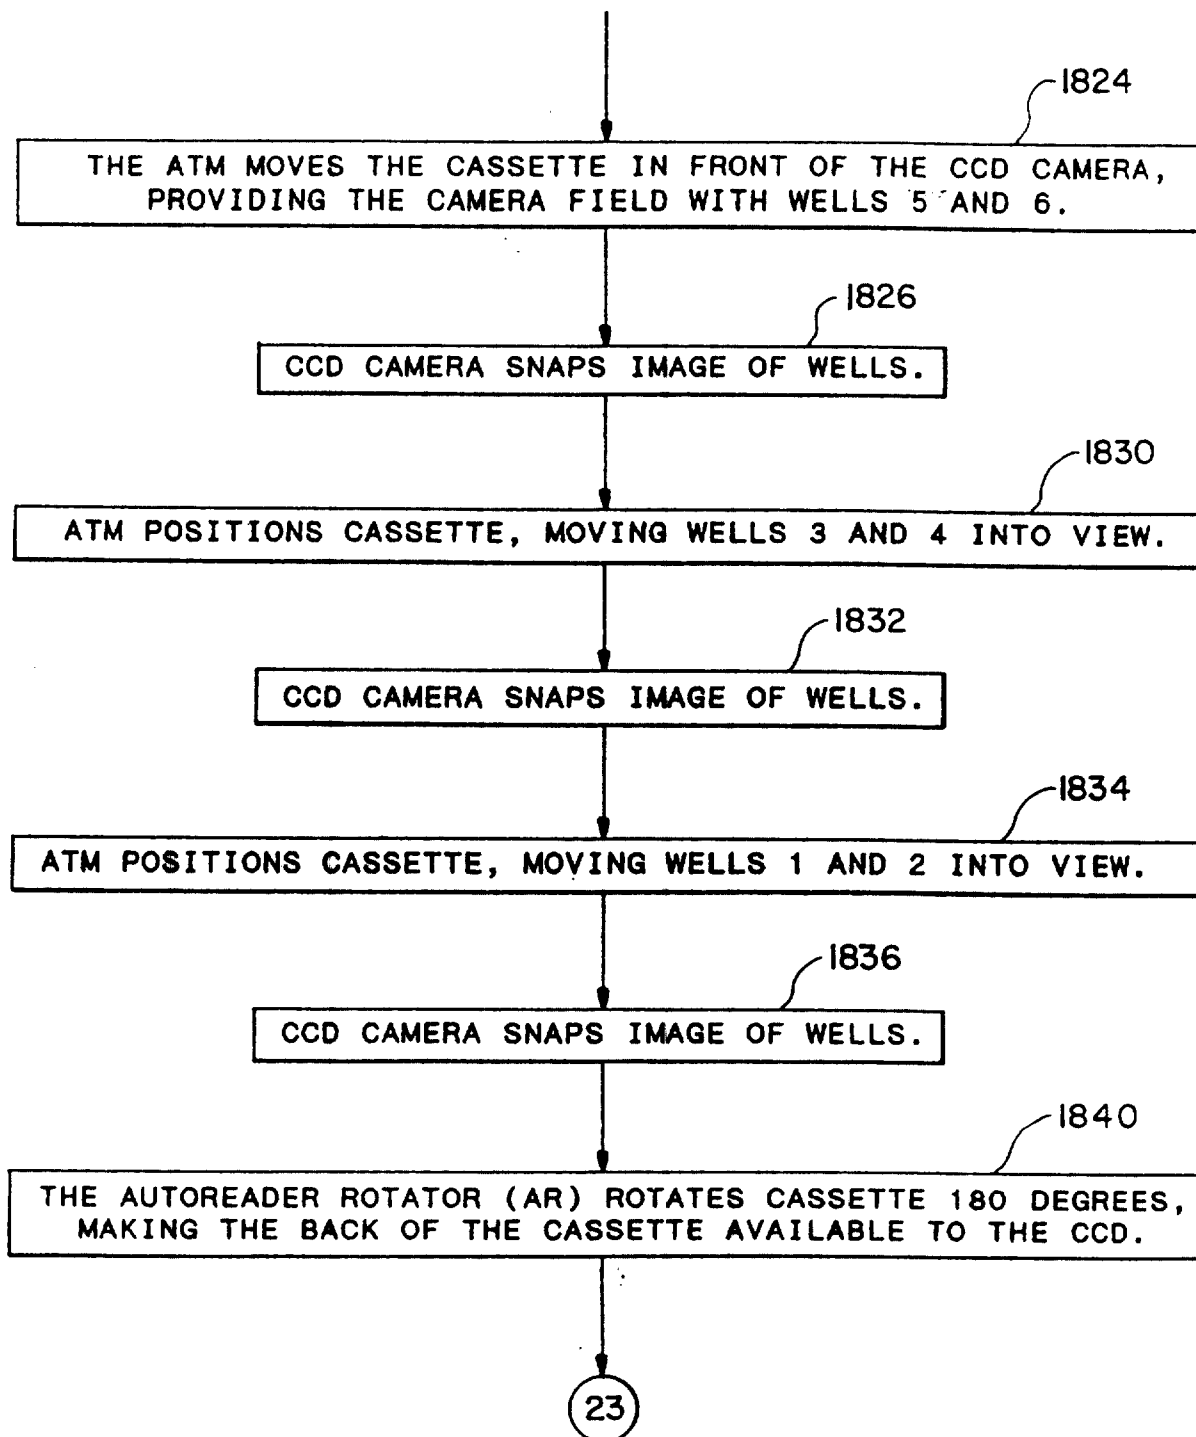 1824
THE ATM MOVES THE CASSETTE IN FRONT OF THE CCD CAMERA,
PROVIDING THE CAMERA FIELD WITH WELLS 5 AND 6.
1826
CCD CAMERA SNAPS IMAGE OF WELLS.
1830
ATM POSITIONS CASSETTE, MOVING WELLS 3 AND 4 INTO VIEW.
1832
CCD CAMERA SNAPS IMAGE OF WELLS.
1834
ATM POSITIONS CASSETTE, MOVING WELLS 1 AND 2 INTO VIEW.
1836
CCD CAMERA SNAPS IMAGE OF WELLS.
1840
THE AUTOREADER ROTATOR (AR) ROTATES CASSETTE 180 DEGREES,
MAKING THE BACK OF THE CASSETTE AVAILABLE TO THE CCD.
23